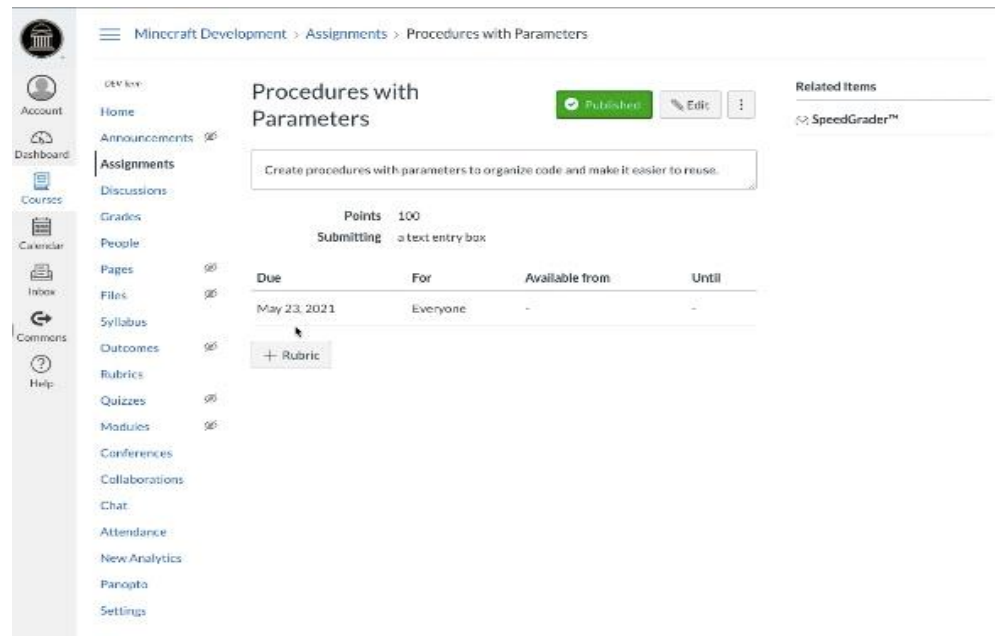 Minecraft Development > Assignments > Procedures with Parameters
Account
Dashboard
Courses
Calendar
Inbox
Commons
Help
Home
Announcements
Assignments
Discussions
Grades
People
Pages
Files
Syllabus
Outcomes
Rubrics
Quizzes
Modules
Conferences
Collaborations
Chat
Attendance
New Analytics
Panopto
Settings
Procedures with
Parameters
Published
Edit
Create procedures with parameters to organize code and make it easier to reuse.
Points 100
Submitting a text entry box
Due For Available from Until
May 23, 2021 Everyone - -
+ Rubric
Related Items
SpeedGrader™